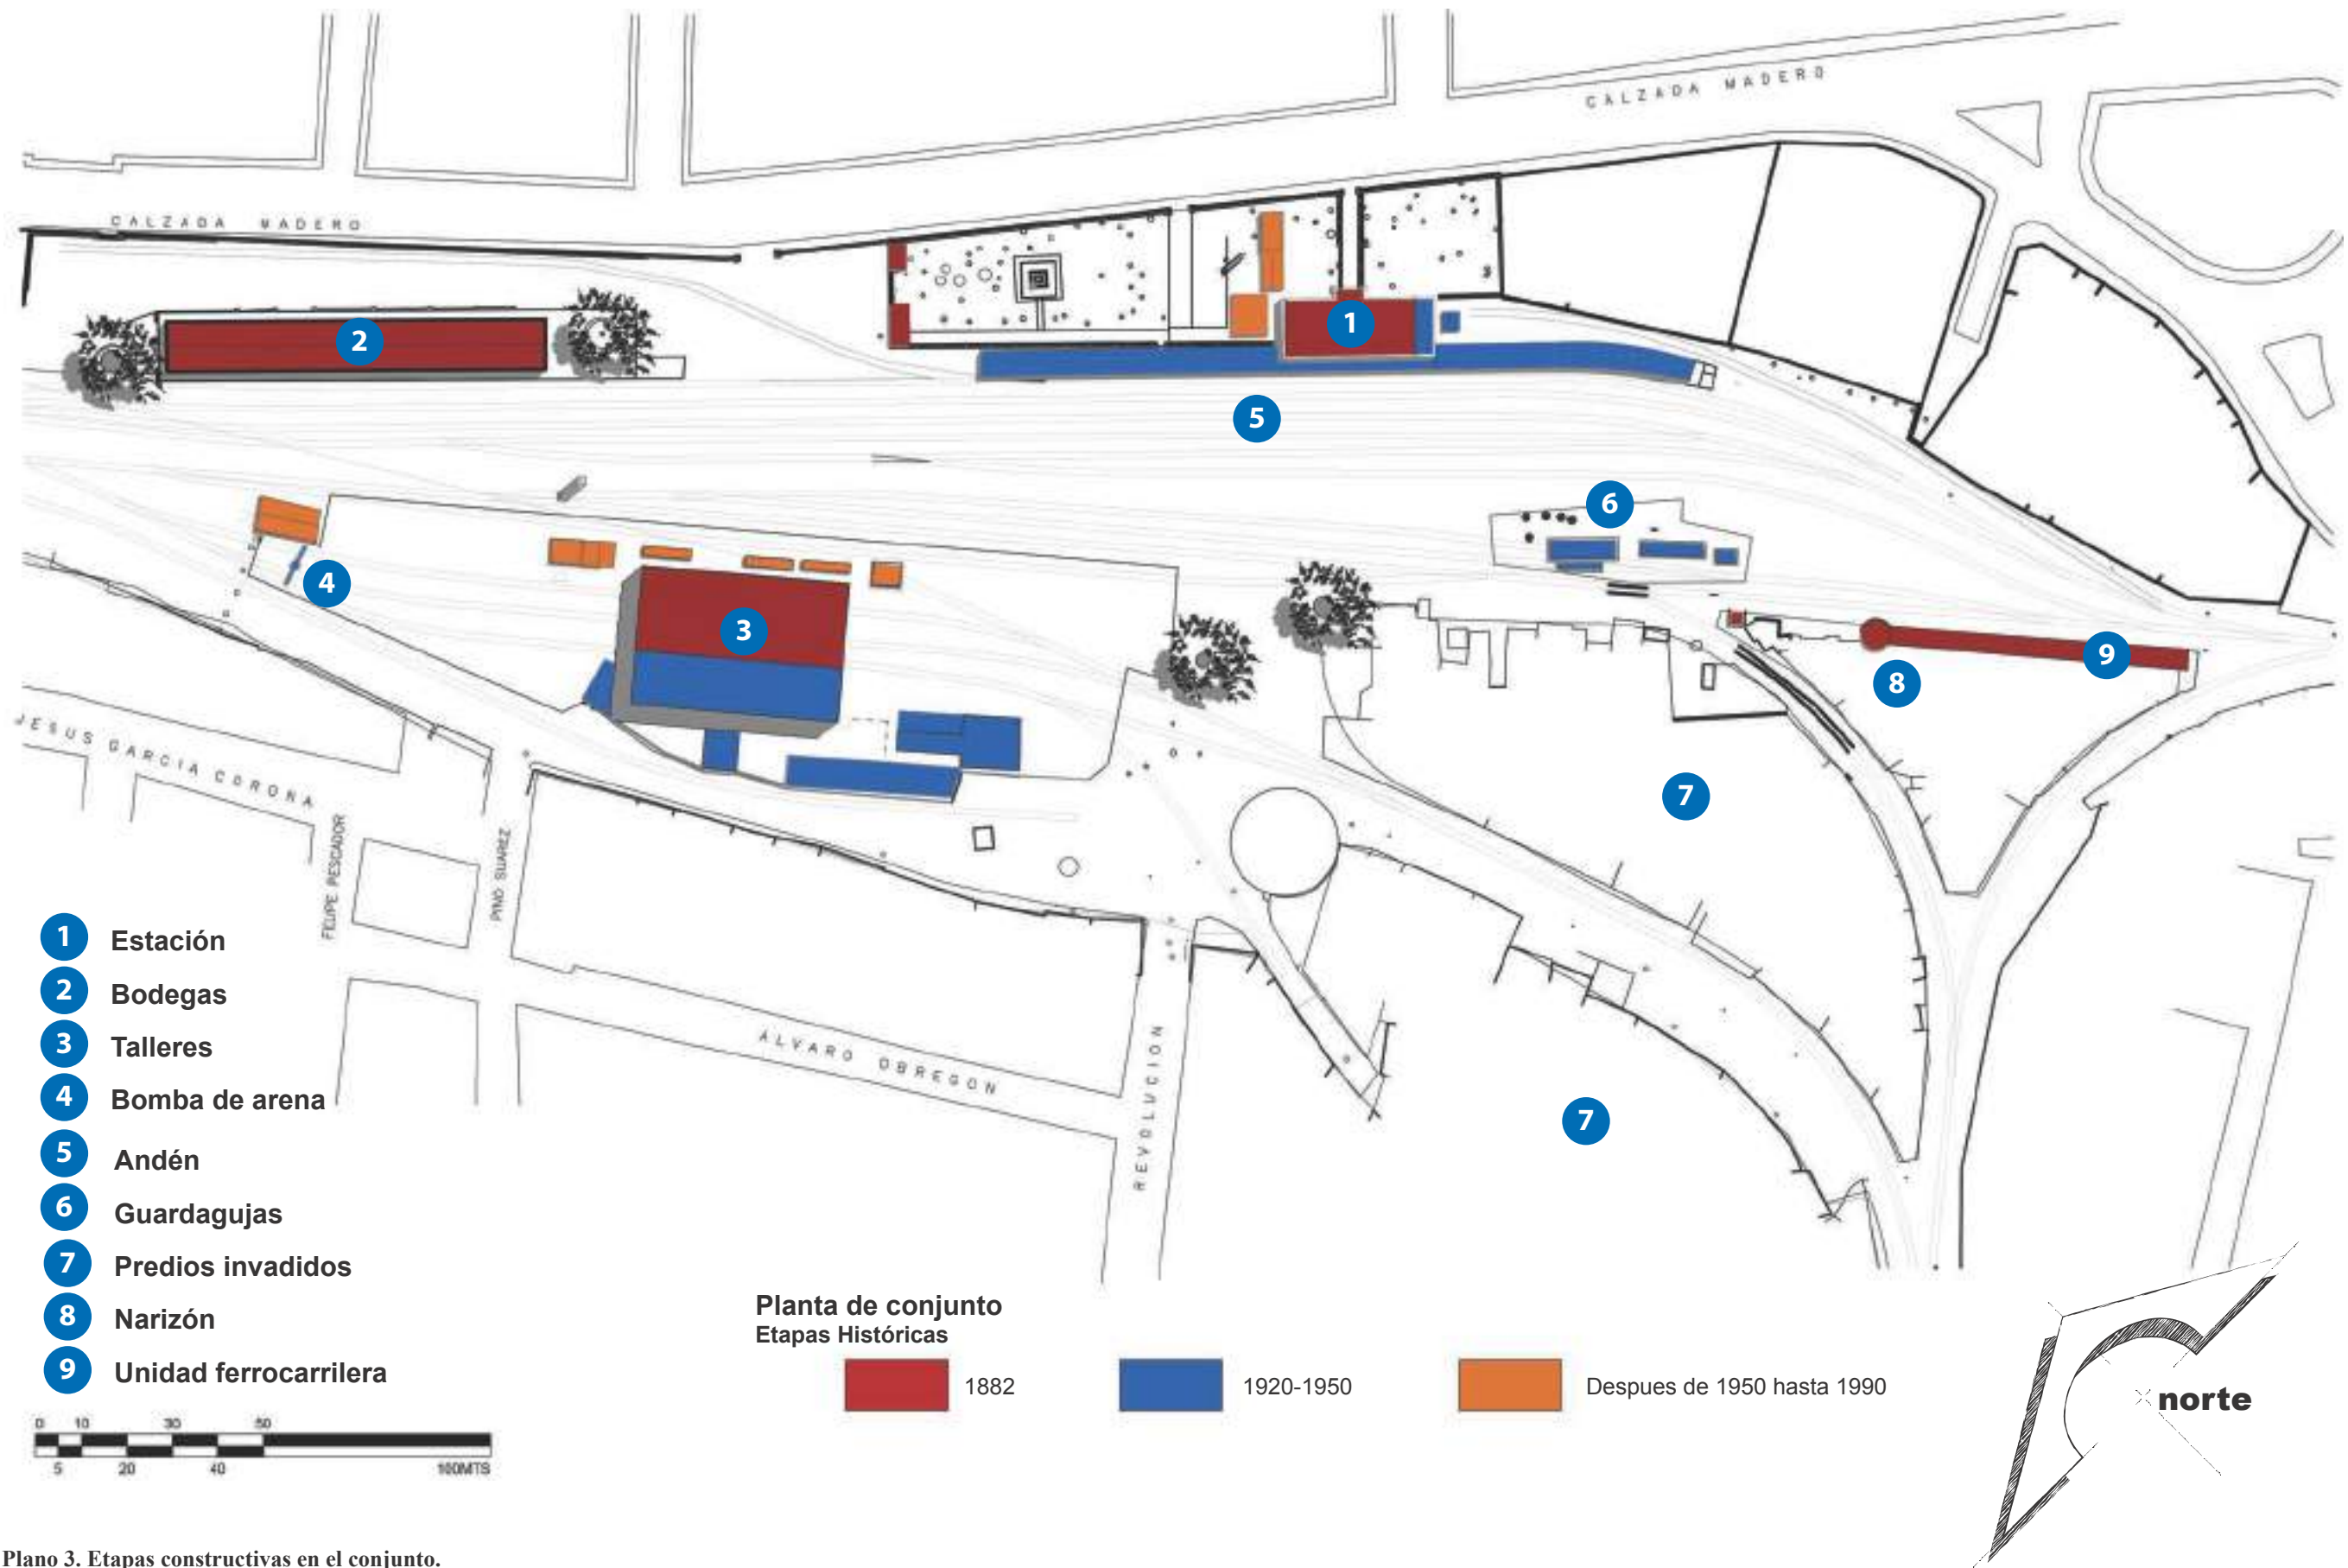 CALZADA MADERO
CALZADA MADERO
1
2
5
6
4
3
9
8
7
7
JESUS GARCIA CORONA
FELIPE PESCADOR
PINO SUAREZ
ALVARO OBREGON
REVOLUCION
1 Estación
2 Bodegas
3 Talleres
4 Bomba de arena
5 Andén
6 Guardagujas
7 Predios invadidos
8 Narizón
9 Unidad ferrocarrilera
0 10 30 50
5 20 40 100MTS
Planta de conjunto
Etapas Históricas
1882
1920-1950
Despues de 1950 hasta 1990
norte
Plano 3. Etapas constructivas en el conjunto.